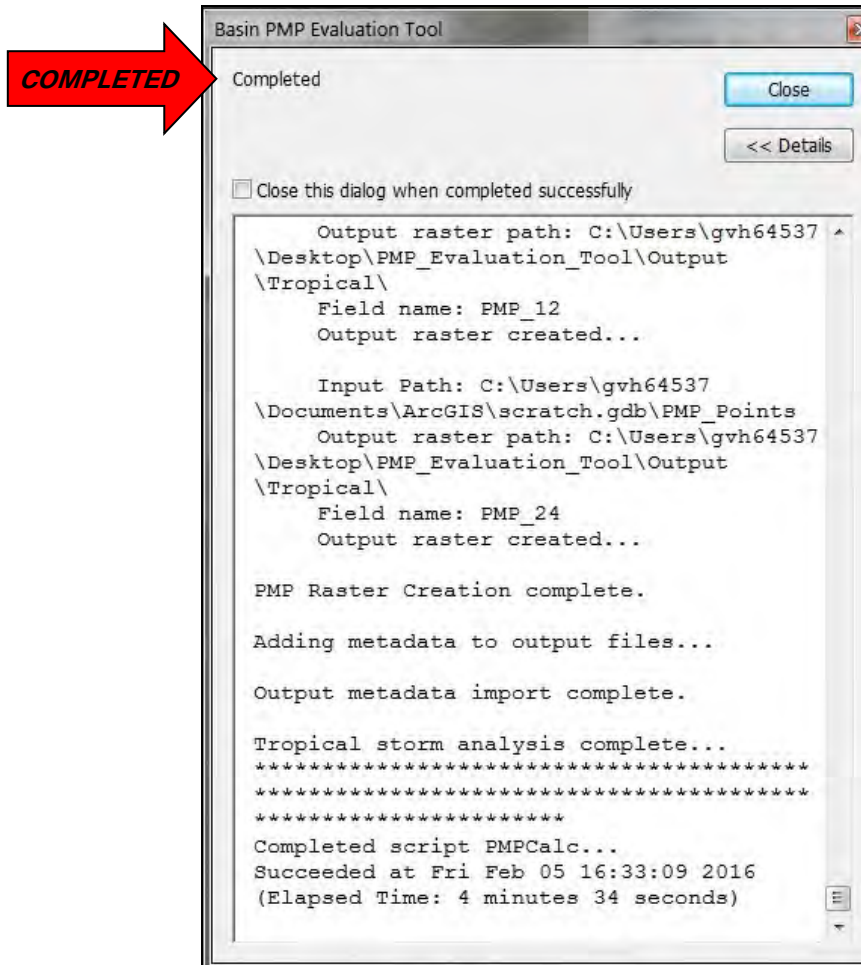 Basin PMP Evaluation Tool
COMPLETED
Completed
Close
<< Details
Close this dialog when completed successfully
Output raster path: C:\Users\gvh64537
\Desktop\PMP_Evaluation_Tool\Output
\Tropical\
Field name: PMP_12
Output raster created...
Input Path: C:\Users\gvh64537
\Documents\ArcGIS\scratch.gdb\PMP_Points
Output raster path: C:\Users\gvh64537
\Desktop\PMP_Evaluation_Tool\Output
\Tropical\
Field name: PMP_24
Output raster created...
PMP Raster Creation complete.
Adding metadata to output files...
Output metadata import complete.
Tropical storm analysis complete...
*****************************************
*****************************************
***********************
Completed script PMPCalc...
Succeeded at Fri Feb 05 16:33:09 2016
(Elapsed Time: 4 minutes 34 seconds)